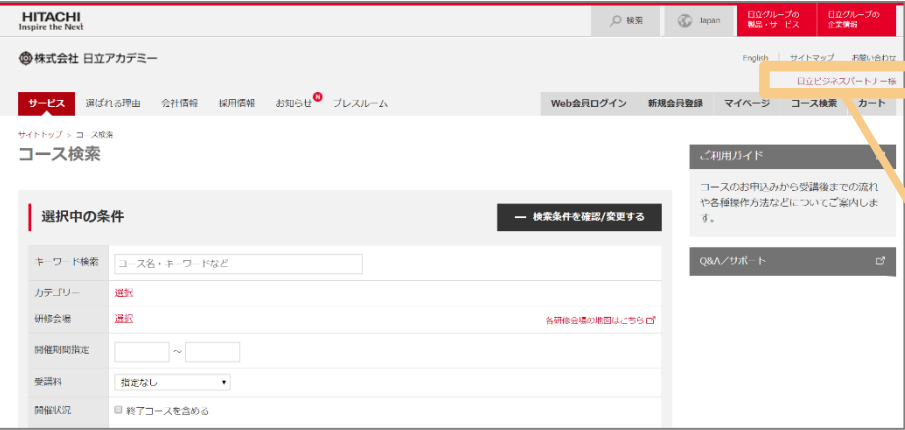 HITACHI
Inspire the Next
検索
Japan
日立グループの
製品・サービス
日立グループの
企業情報
株式会社 日立アカデミー
English
サイトマップ
お問い合わせ
日立ビジネスパートナー様
サービス
選ばれる理由
会社情報
採用情報
お知らせ
N
プレスルーム
Web会員ログイン
新規会員登録
マイページ
コース検索
カート
サイトトップ > コース検索
コース検索
ご利用ガイド
選択中の条件
検索条件を確認/変更する
コースのお申込みから受講後までの流れ
や各種操作方法などについてご案内しま
す。
キーワード検索
コース名・キーワードなど
Q&A/サポート
カテゴリー
選択
研修会場
選択
各研修会場の地図はこちら
開催期間指定
～
受講料
指定なし
開催状況
終了コースを含める